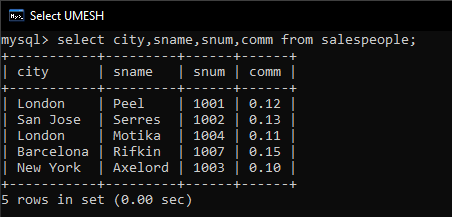 Select UMESH
mysql> select city,sname,snum,comm from salespeople;
+-----------+----------+------+------+
| city      | sname    | snum | comm |
+-----------+----------+------+------+
| London    | Peel     | 1001 | 0.12 |
| San Jose  | Serres   | 1002 | 0.13 |
| London    | Motika   | 1004 | 0.11 |
| Barcelona | Rifkin   | 1007 | 0.15 |
| New York  | Axelord  | 1003 | 0.10 |
+-----------+----------+------+------+
5 rows in set (0.00 sec)